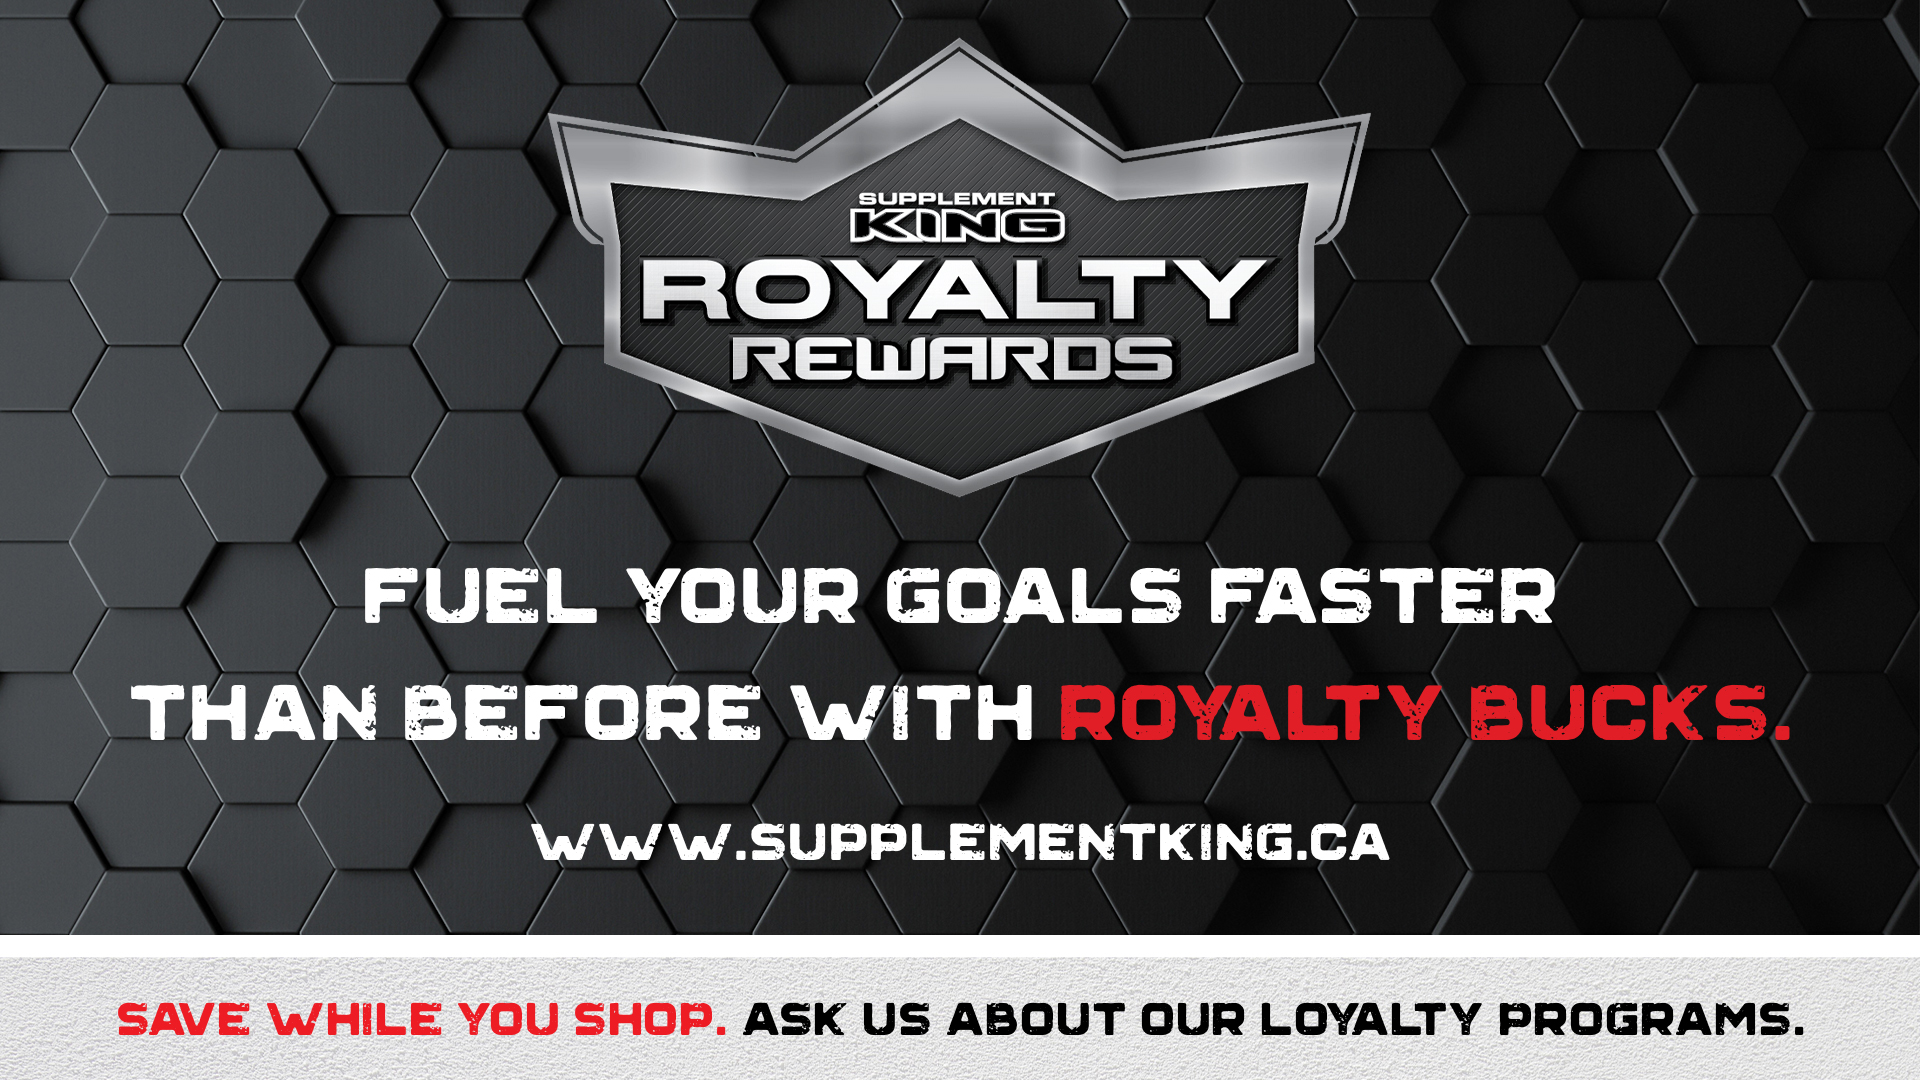 SUPPLEMENT
KING
ROYALTY
REWARDS
FUEL YOUR GOALS FASTER
THAN BEFORE WITH ROYALTY BUCKS.
WWW.SUPPLEMENTKING.CA
SAVE WHILE YOU SHOP. ASK US ABOUT OUR LOYALTY PROGRAMS.